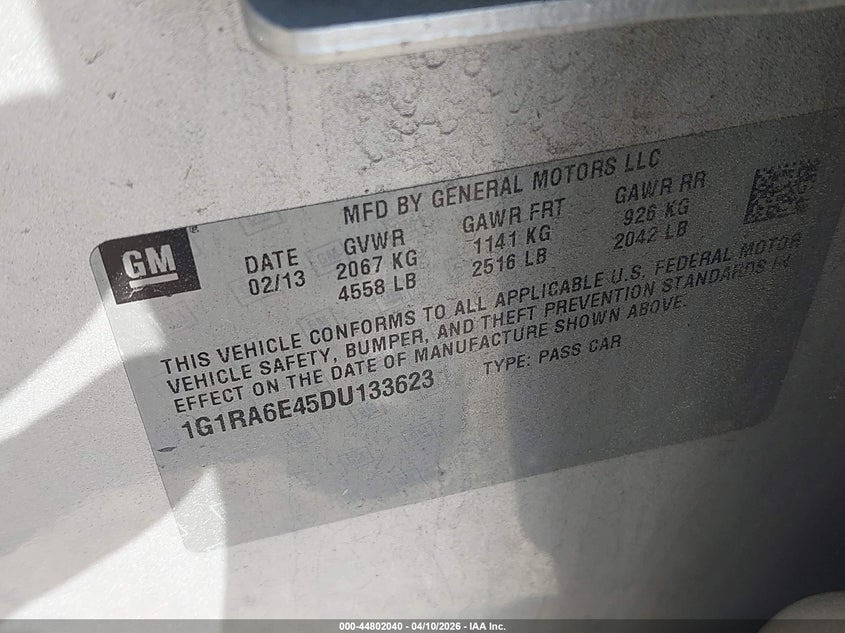 MFD BY GENERAL MOTORS LLC
GM DATE GVWR GAWR FRT GAWR RR
02/13 2067 KG 1141 KG 926 KG
4558 LB 2516 LB 2042 LB
THIS VEHICLE CONFORMS TO ALL APPLICABLE U.S. FEDERAL MOTOR
VEHICLE SAFETY, BUMPER, AND THEFT PREVENTION STANDARDS IN
EFFECT ON THE DATE OF MANUFACTURE SHOWN ABOVE.
1G1RA6E45DU133623 TYPE: PASS CAR
000-44802040 - 04/10/2026 - IAA Inc.